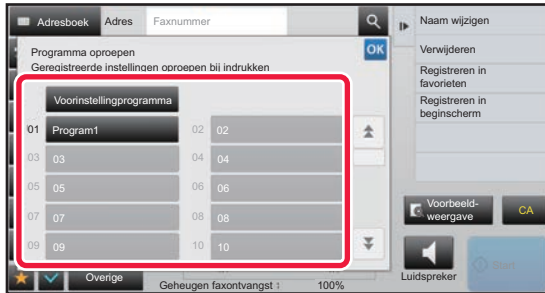 Adresboek Adres Faxnummer
Programma oproepen OK
Geregistreerde instellingen oproepen bij indrukken
Voorinstellingprogramma
01 Program1 02 02
03 03 04 04
05 05 06 06
07 07 08 08
09 09 10 10
Overige
Geheugen faxontvangst : 100%
Naam wijzigen
Verwijderen
Registreren in
favorieten
Registreren in
beginscherm
Voorbeeld-
weergave
CA
Luidspreker
Start